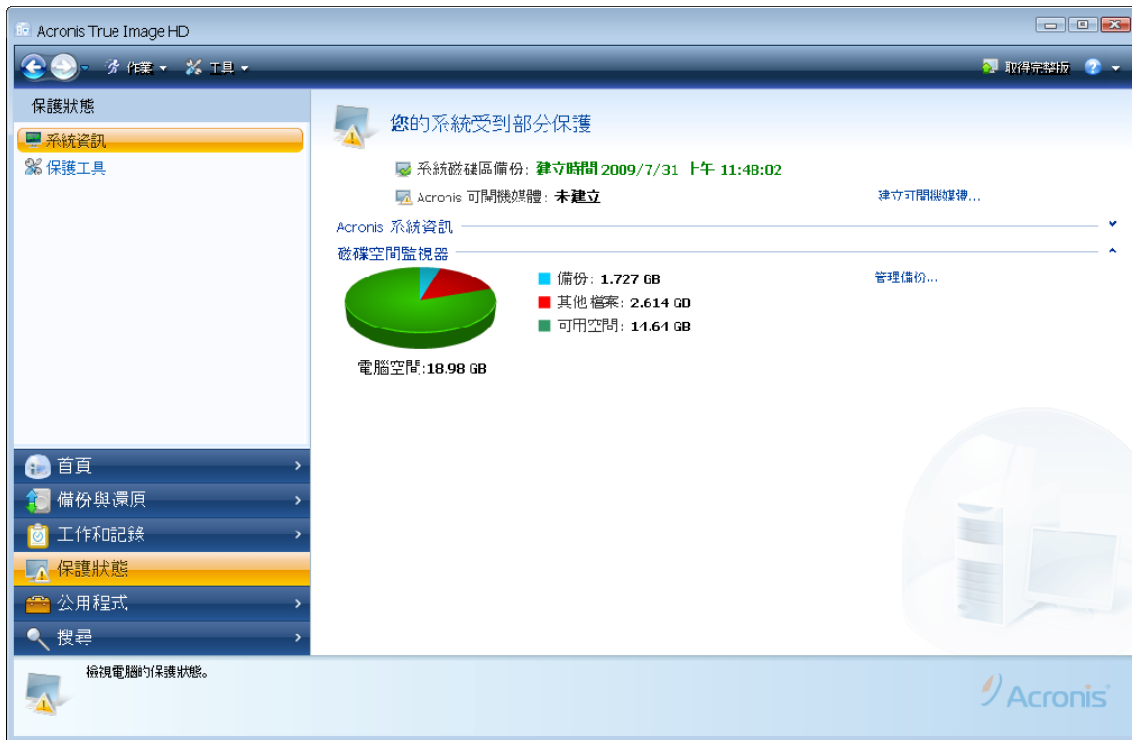 Acronis True Image HD
作業 工具 取得完整版
保護狀態
系統資訊
保護工具
您的系統受到部分保護
系統磁碟區備份: 建立時間 2009/7/31 上午 11:48:02
Acronis 可開機媒體: 未建立 建立可開機媒體...
Acronis 系統資訊
磁碟空間監視器
備份: 1.727 GB 管理備份...
其他檔案: 2.614 GB
可用空間: 14.64 GB
電腦空間:18.98 GB
首頁
備份與還原
工作和記錄
保護狀態
公用程式
搜尋
檢視電腦的保護狀態。
Acronis